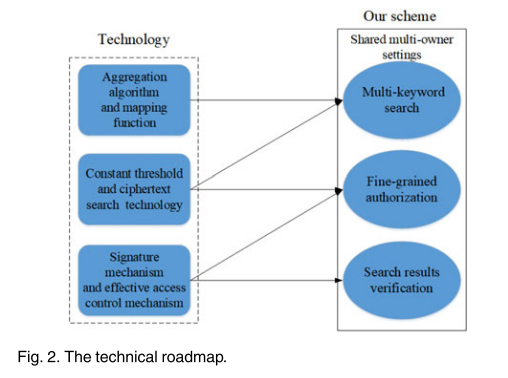 Our scheme
Technology
Shared multi-owner
settings
Aggregation
algorithm
and mapping
function
Multi-keyword
search
Constant threshold
and ciphertext
search technology
Fine-grained
authorization
Signature
mechanism
and effective access
control mechanism
Search results
verification
Fig. 2. The technical roadmap.